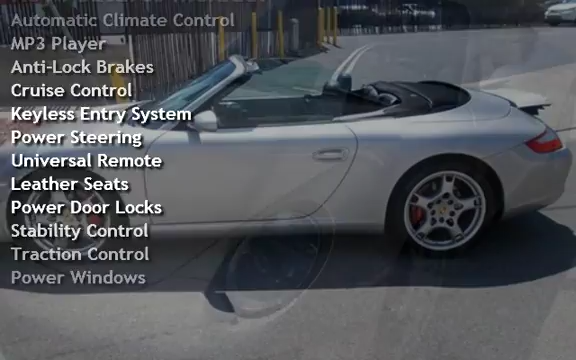 Automatic Climate Control
MP3 Player
Anti-Lock Brakes
Cruise Control
Keyless Entry System
Power Steering
Universal Remote
Leather Seats
Power Door Locks
Stability Control
Traction Control
Power Windows